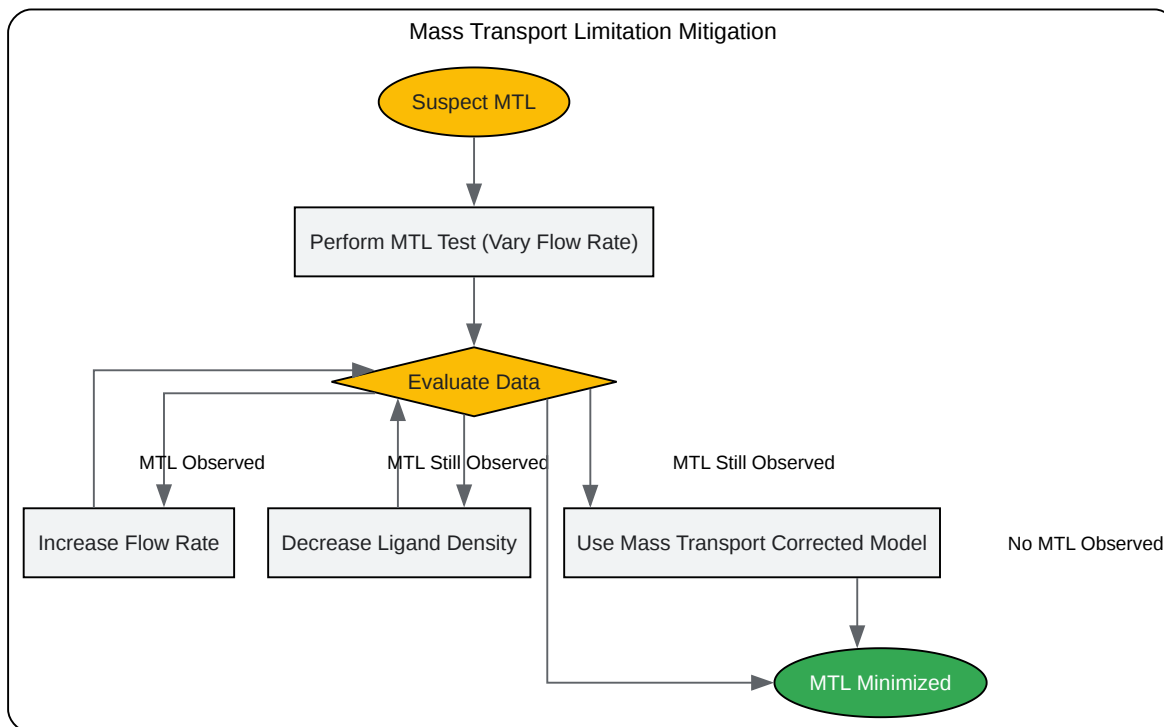 Mass Transport Limitation Mitigation
Suspect MTL
Perform MTL Test (Vary Flow Rate)
Evaluate Data
MTL Observed
MTL Still Observed
MTL Still Observed
Increase Flow Rate
Decrease Ligand Density
Use Mass Transport Corrected Model
No MTL Observed
MTL Minimized